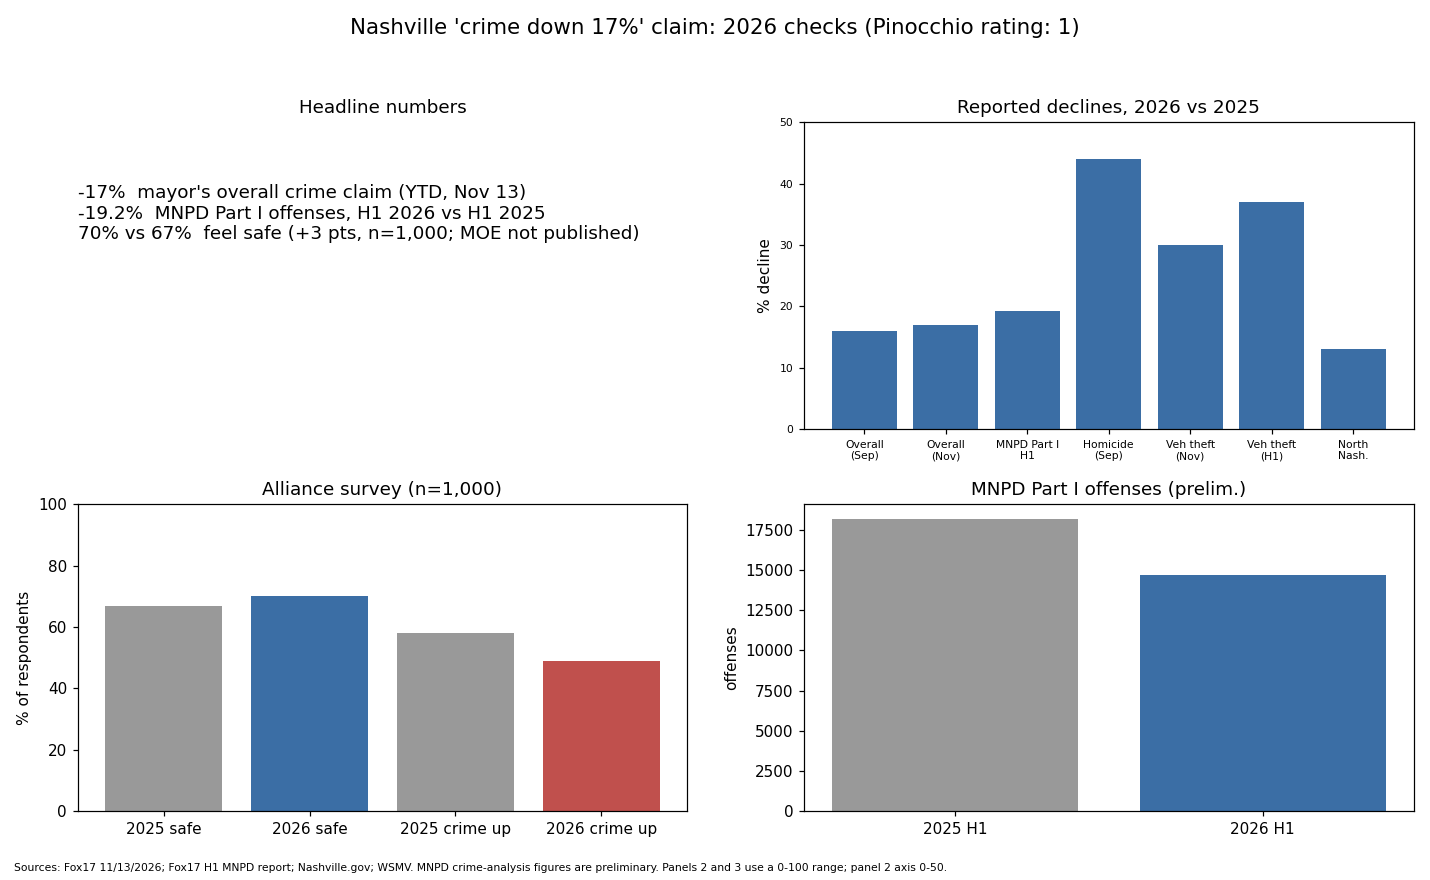 Nashville 'crime down 17%' claim: 2026 checks (Pinocchio rating: 1)
Headline numbers
-17%  mayor's overall crime claim (YTD, Nov 13)
-19.2%  MNPD Part I offenses, H1 2026 vs H1 2025
70% vs 67%  feel safe (+3 pts, n=1,000; MOE not published)
Reported declines, 2026 vs 2025
% decline
50
40
30
20
10
0
Overall
(Sep)
Overall
(Nov)
MNPD Part I
H1
Homicide
(Sep)
Veh theft
(Nov)
Veh theft
(H1)
North
Nash.
Alliance survey (n=1,000)
% of respondents
100
80
60
40
20
0
2025 safe
2026 safe
2025 crime up
2026 crime up
MNPD Part I offenses (prelim.)
offenses
17500
15000
12500
10000
7500
5000
2500
0
2025 H1
2026 H1
Sources: Fox17 11/13/2026; Fox17 H1 MNPD report; Nashville.gov; WSMV. MNPD crime-analysis figures are preliminary. Panels 2 and 3 use a 0-100 range; panel 2 axis 0-50.